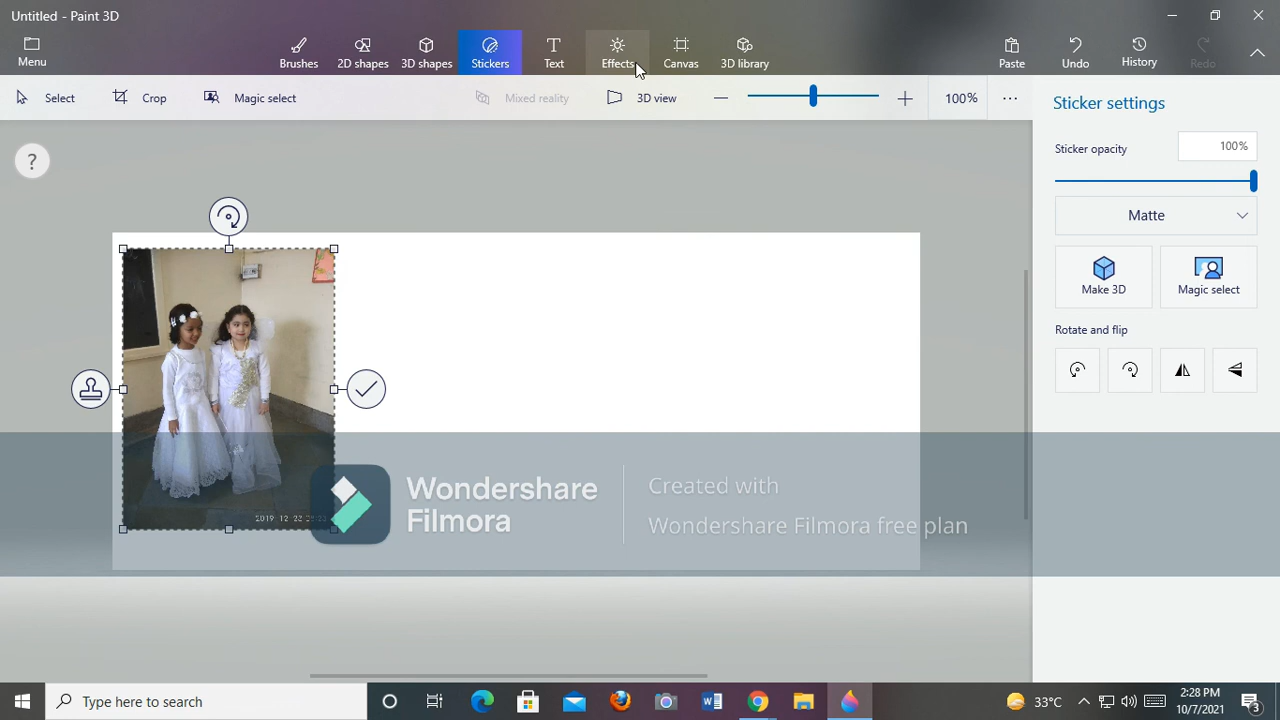 Untitled - Paint 3D
Menu
Brushes
2D shapes
3D shapes
Stickers
Text
Effects
Canvas
3D library
Paste
Undo
History
Redo
Select
Crop
Magic select
Mixed reality
3D view
100%
Sticker settings
Sticker opacity
100%
Matte
Make 3D
Magic select
Rotate and flip
?
Wondershare
Filmora
Created with
Wondershare Filmora free plan
Type here to search
33°C
2:28 PM
10/7/2021
3